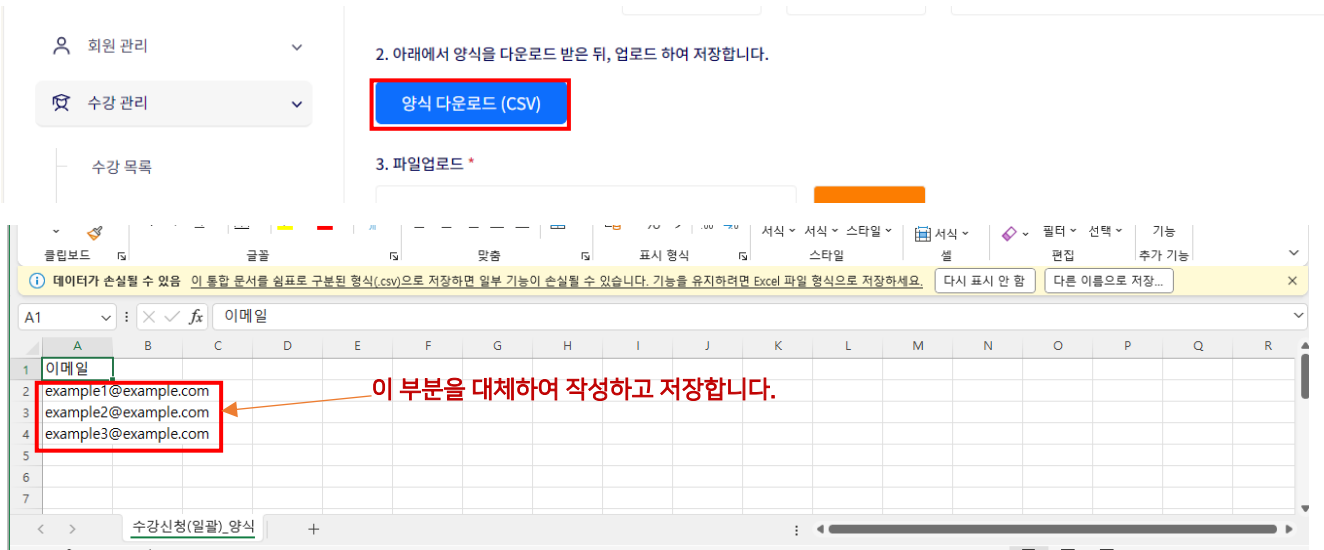 회원 관리
2. 아래에서 양식을 다운로드 받은 뒤, 업로드 하여 저장합니다.
수강 관리
양식 다운로드 (CSV)
수강 목록
3. 파일업로드 *
서식 서식 스타일 서식 필터 선택 기능
클립보드 글꼴 맞춤 표시 형식 스타일 셀 편집 추가 기능
데이터가 손실될 수 있음 이 통합 문서를 쉼표로 구분된 형식(.csv)으로 저장하면 일부 기능이 손실될 수 있습니다. 기능을 유지하려면 Excel 파일 형식으로 저장하세요. 다시 표시 안 함 다른 이름으로 저장...
A1 fx 이메일
A B C D E F G H I J K L M N O P Q R
1 이메일
2 example1@example.com
이 부분을 대체하여 작성하고 저장합니다.
3 example2@example.com
4 example3@example.com
5
6
7
수강신청(일괄)_양식 +